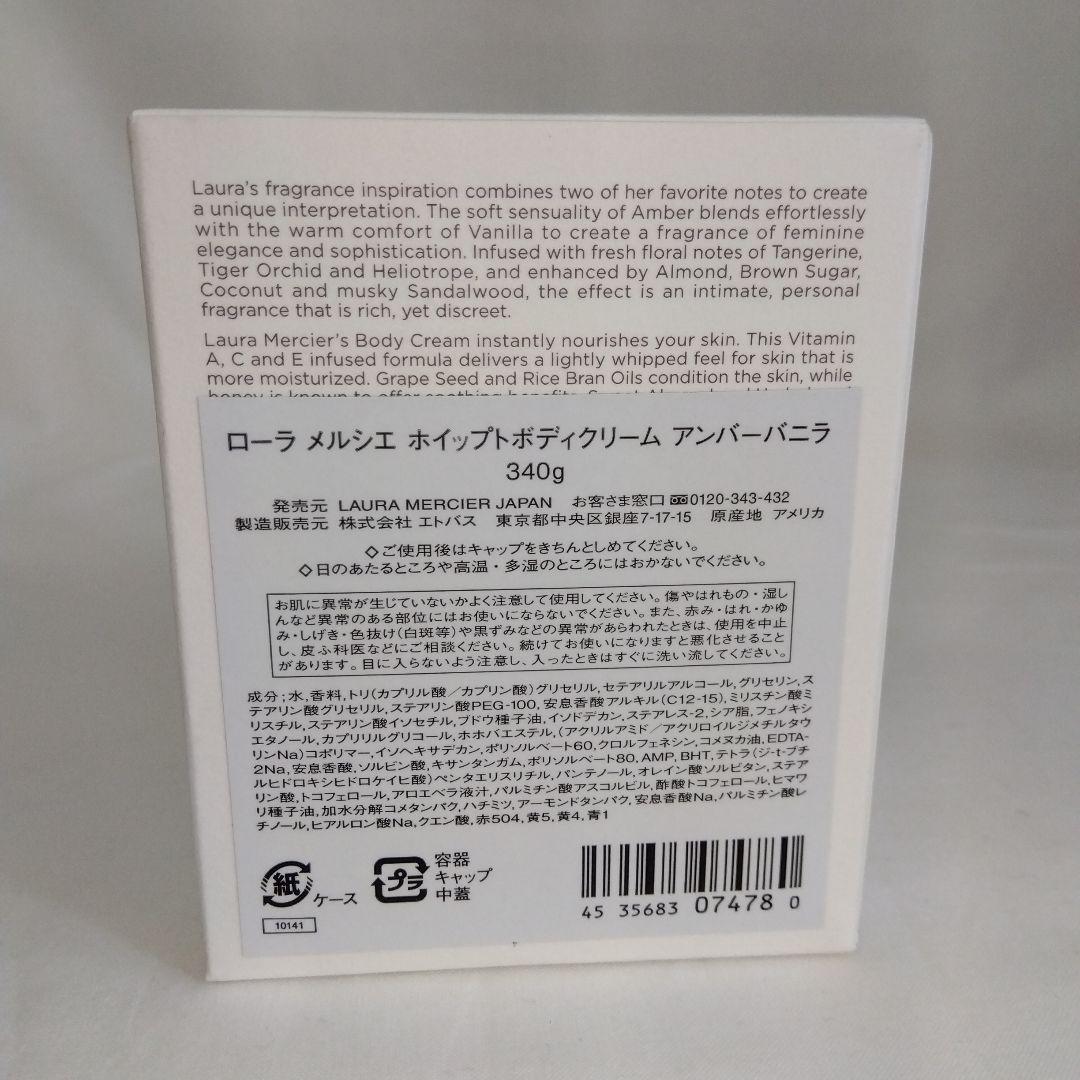 Laura's fragrance inspiration combines two of her favorite notes to create
a unique interpretation. The soft sensuality of Amber blends effortlessly
with the warm comfort of Vanilla to create a fragrance of feminine
elegance and sophistication. Infused with fresh floral notes of Tangerine,
Tiger Orchid and Heliotrope, and enhanced by Almond, Brown Sugar,
Coconut and musky Sandalwood, the effect is an intimate, personal
fragrance that is rich, yet discreet.
Laura Mercier's Body Cream instantly nourishes your skin. This Vitamin
A, C and E infused formula delivers a lightly whipped feel for skin that is
more moisturized. Grape Seed and Rice Bran Oils condition the skin, while
honey is known to offer soothing benefits. Sweet
ローラ メルシエ ホイップトボディクリーム アンバーバニラ
340g
発売元 LAURA MERCIER JAPAN お客さま窓口 0120-343-432
製造販売元 株式会社 エトバス 東京都中央区銀座7-17-15 原産地 アメリカ
◇ご使用後はキャップをきちんとしめてください。
◇日のあたるところや高温・多湿のところにはおかないでください。
お肌に異常が生じていないかよく注意して使用してください。傷やはれもの・湿し
んなど異常のある部位にはお使いにならないでください。また、赤み・はれ・かゆ
み・しげき・色抜け(白斑等)や黒ずみなどの異常があらわれたときは、使用を中止
し、皮ふ科医などにご相談ください。続けてお使いになりますと悪化させること
があります。目に入らないよう注意し、入ったときはすぐに洗い流してください。
成分;水,香料,トリ(カプリル酸/カプリン酸)グリセリル,セテアリルアルコール,グリセリン,ス
テアリン酸グリセリル,ステアリン酸PEG-100,安息香酸アルキル(C12-15),ミリスチン酸ミ
リスチル,ステアリン酸イソセチル,ブドウ種子油,イソドデカン,ステアレス-2,シア脂,フェノキシ
エタノール,カプリリルグリコール,ホホバエステル,(アクリルアミド/アクリロイルジメチルタウ
リンNa)コポリマー,イソヘキサデカン,ポリソルベート60,クロルフェネシン,コメヌカ油,EDTA-
2Na,安息香酸,ソルビン酸,キサンタンガム,ポリソルベート80,AMP,BHT,テトラ(ジ-t-ブチ
ルヒドロキシヒドロケイヒ酸)ペンタエリスリチル,パンテノール,オレイン酸ソルビタン,ステア
リン酸,トコフェロール,アロエベラ液汁,パルミチン酸アスコルビル,酢酸トコフェロール,ヒマワ
リ種子油,加水分解コメタンパク,ハチミツ,アーモンドタンパク,安息香酸Na,パルミチン酸レ
チノール,ヒアルロン酸Na,クエン酸,赤504,黄5,黄4,青1
紙 ケース
プラ 容器
キャップ
中蓋
10141
45 35683 07478 0